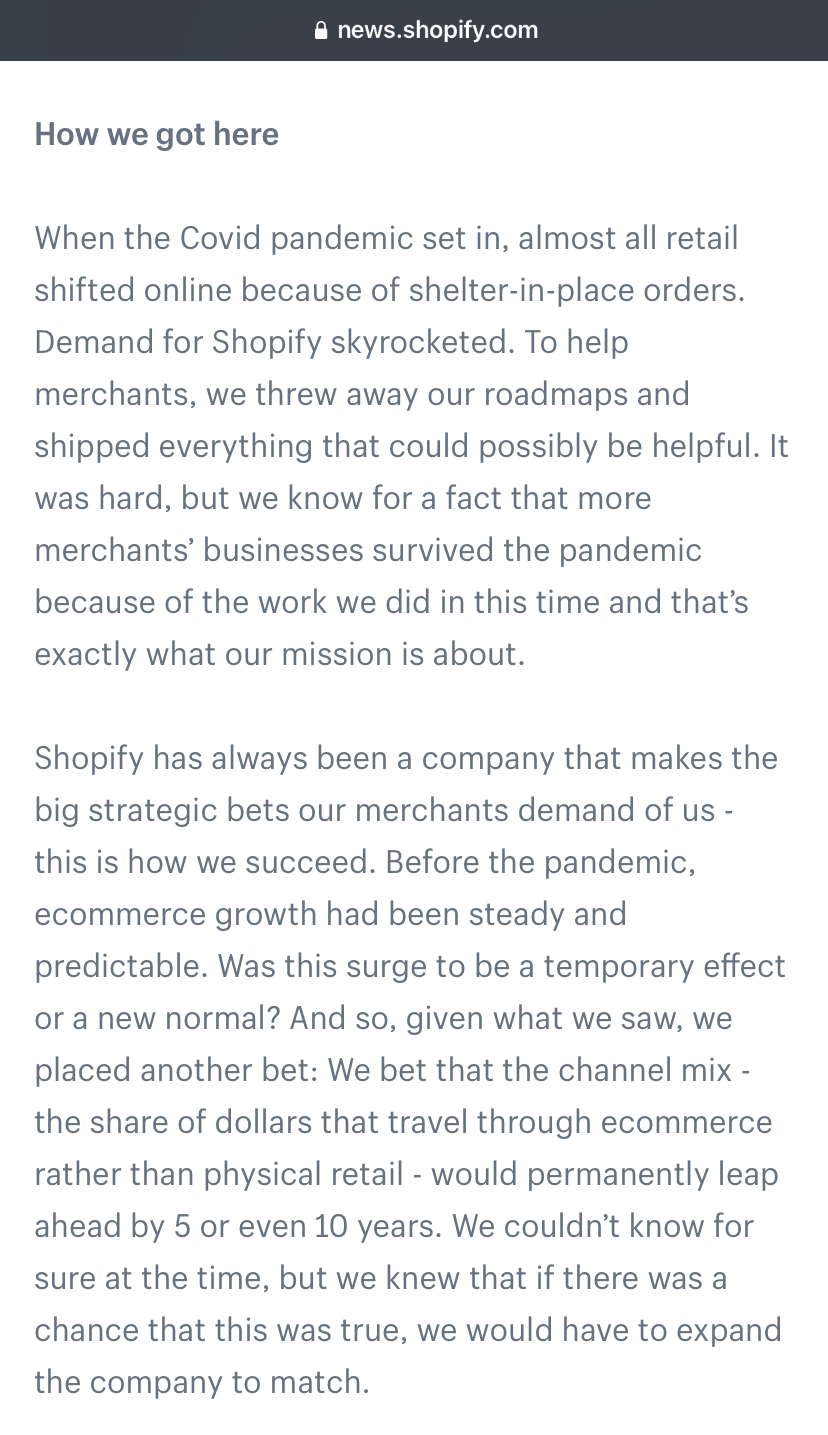 news.shopify.com
How we got here
When the Covid pandemic set in, almost all retail
shifted online because of shelter-in-place orders.
Demand for Shopify skyrocketed. To help
merchants, we threw away our roadmaps and
shipped everything that could possibly be helpful. It
was hard, but we know for a fact that more
merchants’ businesses survived the pandemic
because of the work we did in this time and that’s
exactly what our mission is about.
Shopify has always been a company that makes the
big strategic bets our merchants demand of us -
this is how we succeed. Before the pandemic,
ecommerce growth had been steady and
predictable. Was this surge to be a temporary effect
or a new normal? And so, given what we saw, we
placed another bet: We bet that the channel mix -
the share of dollars that travel through ecommerce
rather than physical retail - would permanently leap
ahead by 5 or even 10 years. We couldn’t know for
sure at the time, but we knew that if there was a
chance that this was true, we would have to expand
the company to match.